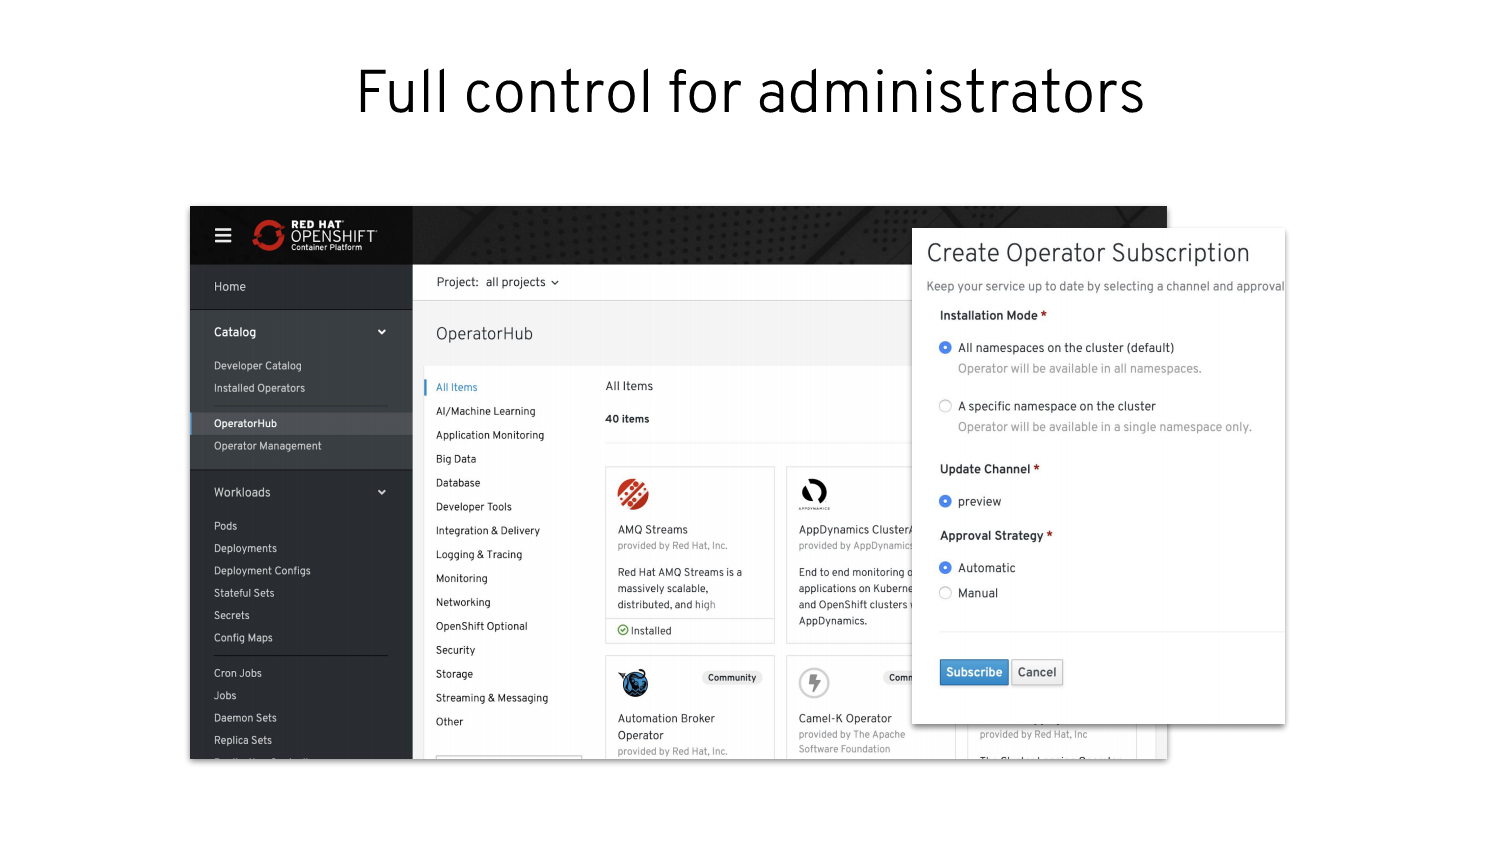 Full control for administrators
RED HAT
OPENSHIFT
Container Platform
Home
Catalog
Developer Catalog
Installed Operators
OperatorHub
Operator Management
Workloads
Pods
Deployments
Deployment Configs
Stateful Sets
Secrets
Config Maps
Cron Jobs
Jobs
Daemon Sets
Replica Sets
Project: all projects
OperatorHub
All Items
AI/Machine Learning
Application Monitoring
Big Data
Database
Developer Tools
Integration & Delivery
Logging & Tracing
Monitoring
Networking
OpenShift Optional
Security
Storage
Streaming & Messaging
Other
All Items
40 items
AMQ Streams
provided by Red Hat, Inc.
Red Hat AMQ Streams is a
massively scalable,
distributed, and high
Installed
APPDYNAMICS
AppDynamics Cluster
provided by AppDynamics
End to end monitoring o
applications on Kuberne
and OpenShift clusters
AppDynamics.
Community
Automation Broker
Operator
provided by Red Hat, Inc.
Comm
Camel-K Operator
provided by The Apache
Software Foundation
provided by Red Hat, Inc
Create Operator Subscription
Keep your service up to date by selecting a channel and approval
Installation Mode *
All namespaces on the cluster (default)
Operator will be available in all namespaces.
A specific namespace on the cluster
Operator will be available in a single namespace only.
Update Channel *
preview
Approval Strategy *
Automatic
Manual
Subscribe Cancel